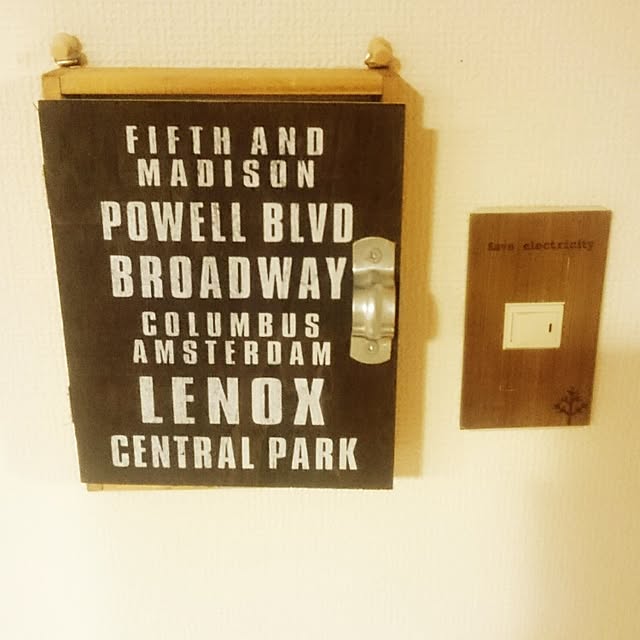 FIFTH AND
MADISON
POWELL BLVD
BROADWAY
COLUMBUS
AMSTERDAM
LENOX
CENTRAL PARK
Save electricity